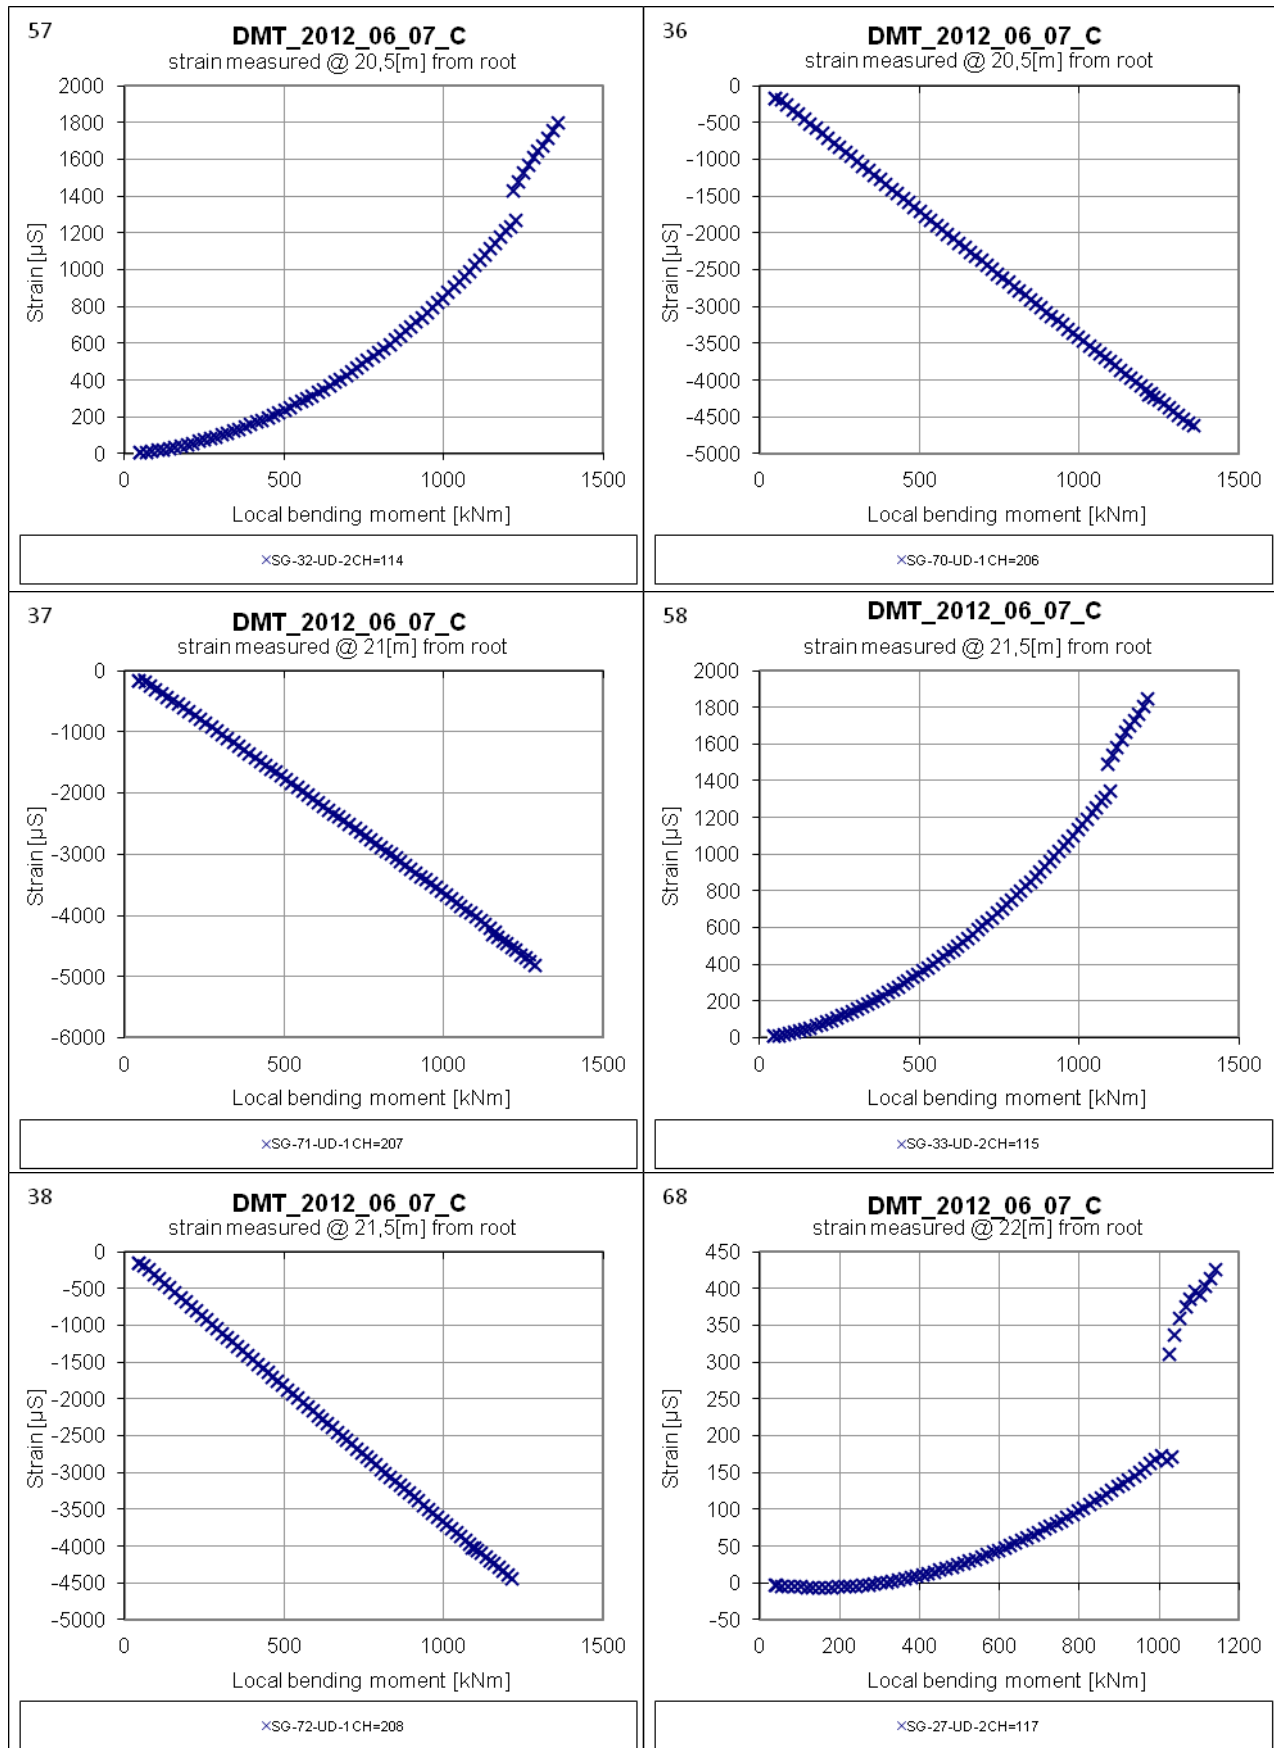 57
DMT_2012_06_07_C
strain measured @ 20,5[m] from root
2000
1800
1600
1400
1200
1000
800
600
400
200
0
Strain [µS]
0 500 1000 1500
Local bending moment [kNm]
×SG-32-UD-2CH=114
36
DMT_2012_06_07_C
strain measured @ 20,5[m] from root
0
-500
-1000
-1500
-2000
-2500
-3000
-3500
-4000
-4500
-5000
Strain [µS]
0 500 1000 1500
Local bending moment [kNm]
×SG-70-UD-1CH=206
37
DMT_2012_06_07_C
strain measured @ 21[m] from root
0
-1000
-2000
-3000
-4000
-5000
-6000
Strain [µS]
0 500 1000 1500
Local bending moment [kNm]
×SG-71-UD-1CH=207
58
DMT_2012_06_07_C
strain measured @ 21,5[m] from root
2000
1800
1600
1400
1200
1000
800
600
400
200
0
Strain [µS]
0 500 1000 1500
Local bending moment [kNm]
×SG-33-UD-2CH=115
38
DMT_2012_06_07_C
strain measured @ 21,5[m] from root
0
-500
-1000
-1500
-2000
-2500
-3000
-3500
-4000
-4500
-5000
Strain [µS]
0 500 1000 1500
Local bending moment [kNm]
×SG-72-UD-1CH=208
68
DMT_2012_06_07_C
strain measured @ 22[m] from root
450
400
350
300
250
200
150
100
50
0
-50
Strain [µS]
0 200 400 600 800 1000 1200
Local bending moment [kNm]
×SG-27-UD-2CH=117